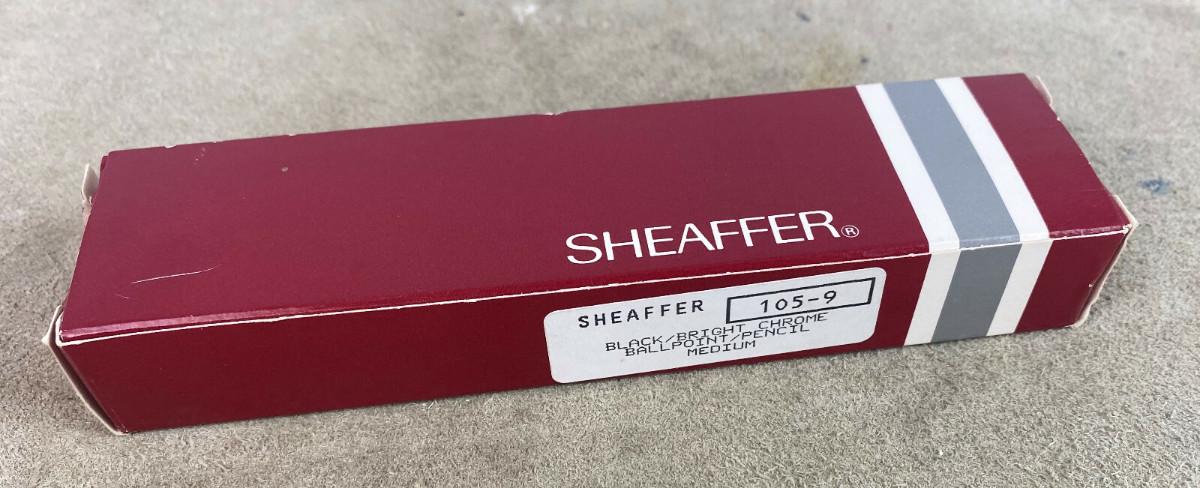 SHEAFFER®
SHEAFFER 105-9
BLACK/BRIGHT CHROME
BALLPOINT/PENCIL
MEDIUM